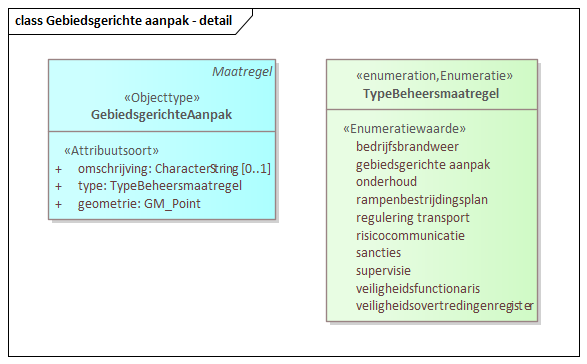 class Gebiedsgerichte aanpak - detail
Maatregel
«Objecttype»
GebiedsgerichteAanpak
«Attribuutsoort»
+ omschrijving: CharacterString [0..1]
+ type: TypeBeheersmaatregel
+ geometrie: GM_Point
«enumeration,Enumeratie»
TypeBeheersmaatregel
«Enumeratiewaarde»
bedrijfsbrandweer
gebiedsgerichte aanpak
onderhoud
rampenbestrijdingsplan
regulering transport
risicocommunicatie
sancties
supervisie
veiligheidsfunctionaris
veiligheidsovertredingenregister